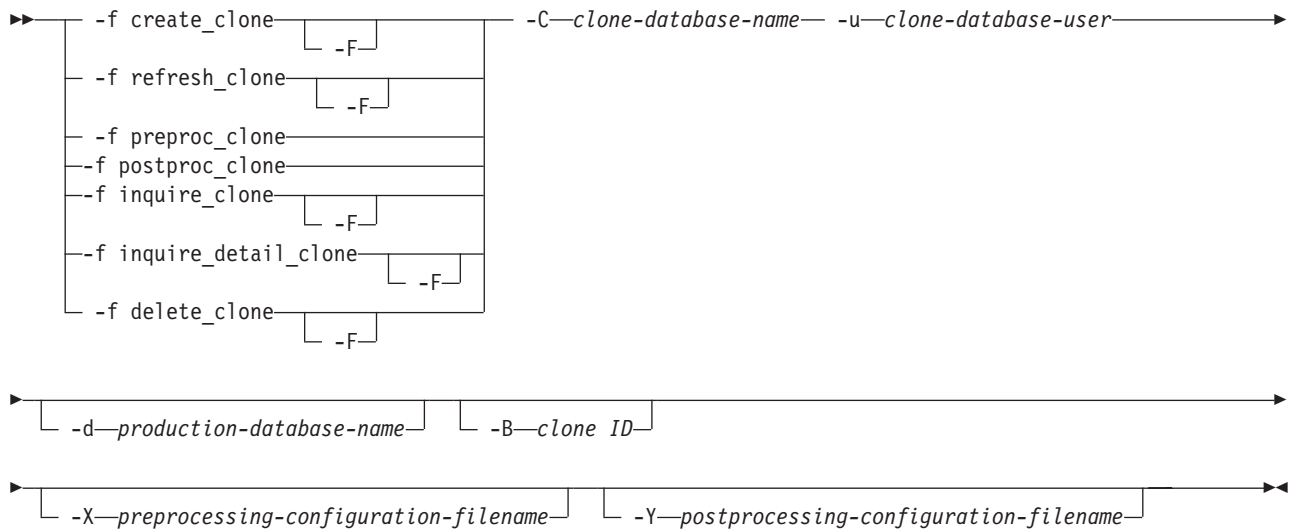 -f create_clone -F -C clone-database-name -u clone-database-user
-f refresh_clone -F
-f preproc_clone
-f postproc_clone
-f inquire_clone -F
-f inquire_detail_clone -F
-f delete_clone -F
-d production-database-name -B clone ID
-X preprocessing-configuration-filename -Y postprocessing-configuration-filename